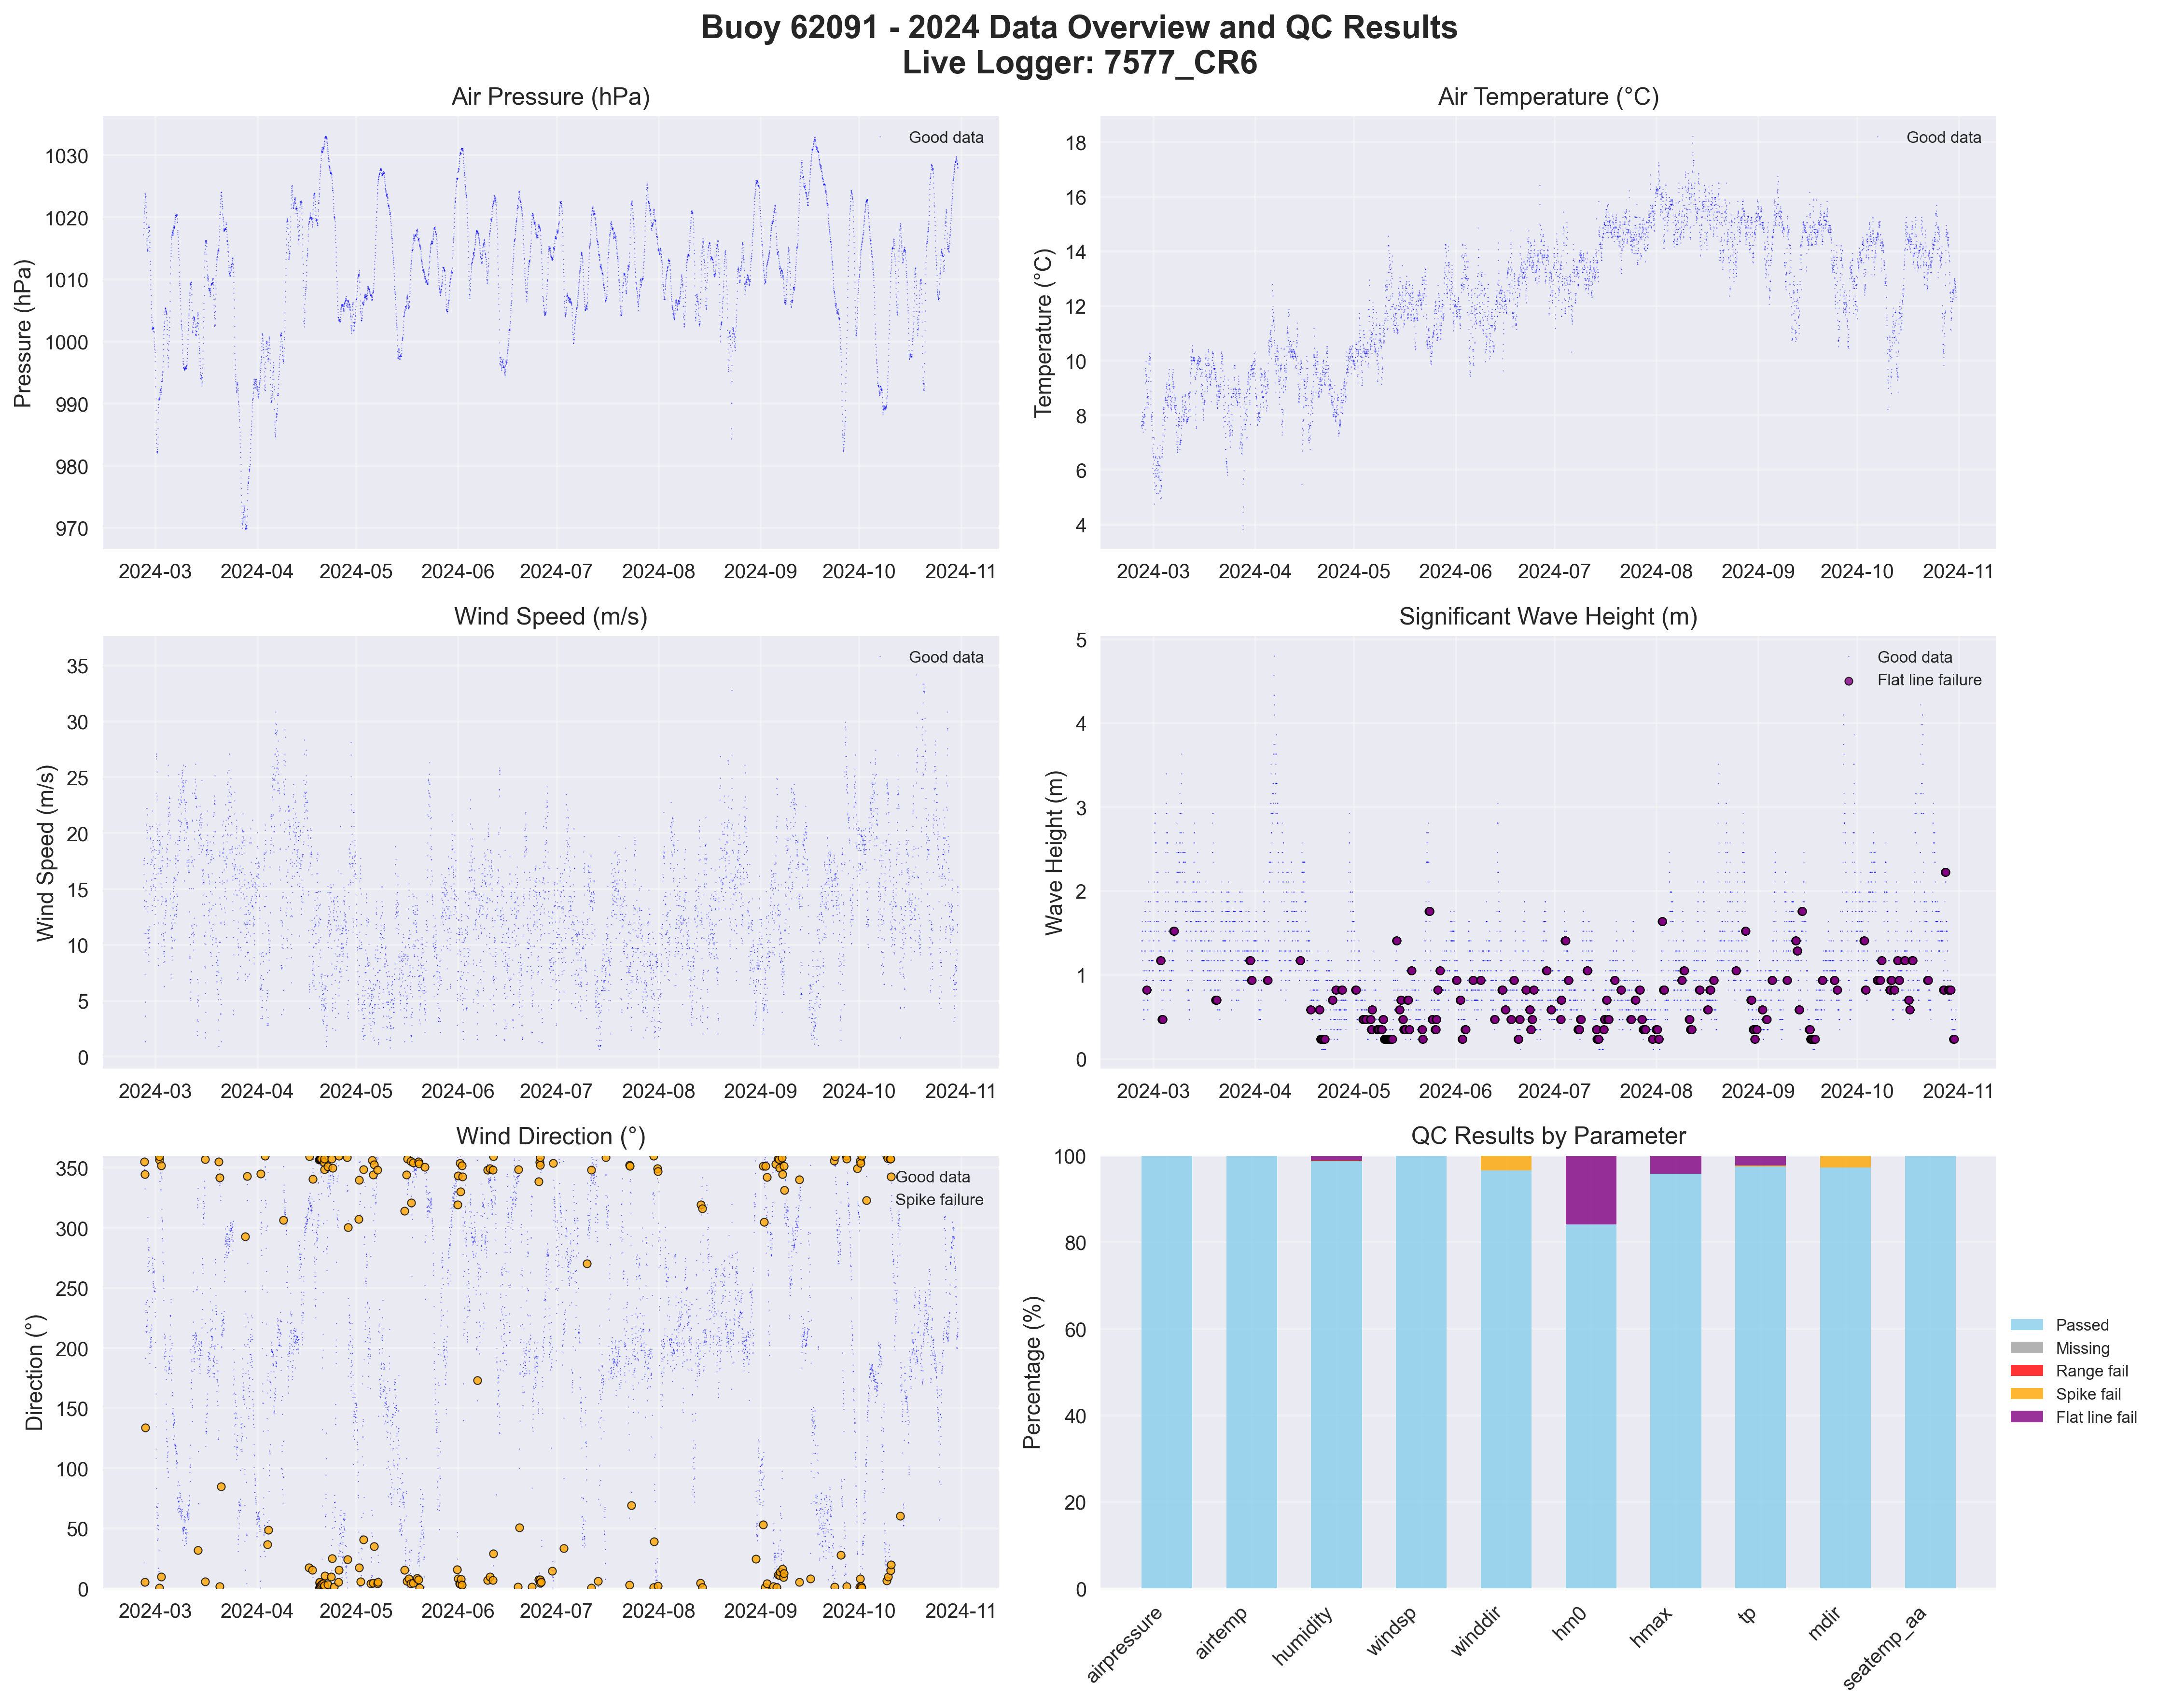 Buoy 62091 - 2024 Data Overview and QC Results
Live Logger: 7577_CR6
Air Pressure (hPa)
Pressure (hPa)
1030
1020
1010
1000
990
980
970
Good data
2024-03 2024-04 2024-05 2024-06 2024-07 2024-08 2024-09 2024-10 2024-11
Air Temperature (°C)
Temperature (°C)
18
16
14
12
10
8
6
4
Good data
2024-03 2024-04 2024-05 2024-06 2024-07 2024-08 2024-09 2024-10 2024-11
Wind Speed (m/s)
Wind Speed (m/s)
35
30
25
20
15
10
5
0
Good data
2024-03 2024-04 2024-05 2024-06 2024-07 2024-08 2024-09 2024-10 2024-11
Significant Wave Height (m)
Wave Height (m)
5
4
3
2
1
0
Good data
Flat line failure
2024-03 2024-04 2024-05 2024-06 2024-07 2024-08 2024-09 2024-10 2024-11
Wind Direction (°)
Direction (°)
350
300
250
200
150
100
50
0
Good data
Spike failure
2024-03 2024-04 2024-05 2024-06 2024-07 2024-08 2024-09 2024-10 2024-11
QC Results by Parameter
Percentage (%)
100
80
60
40
20
0
airpressure airtemp humidity windsp winddir hm0 hmax tp mdir seatemp_aa
Passed
Missing
Range fail
Spike fail
Flat line fail